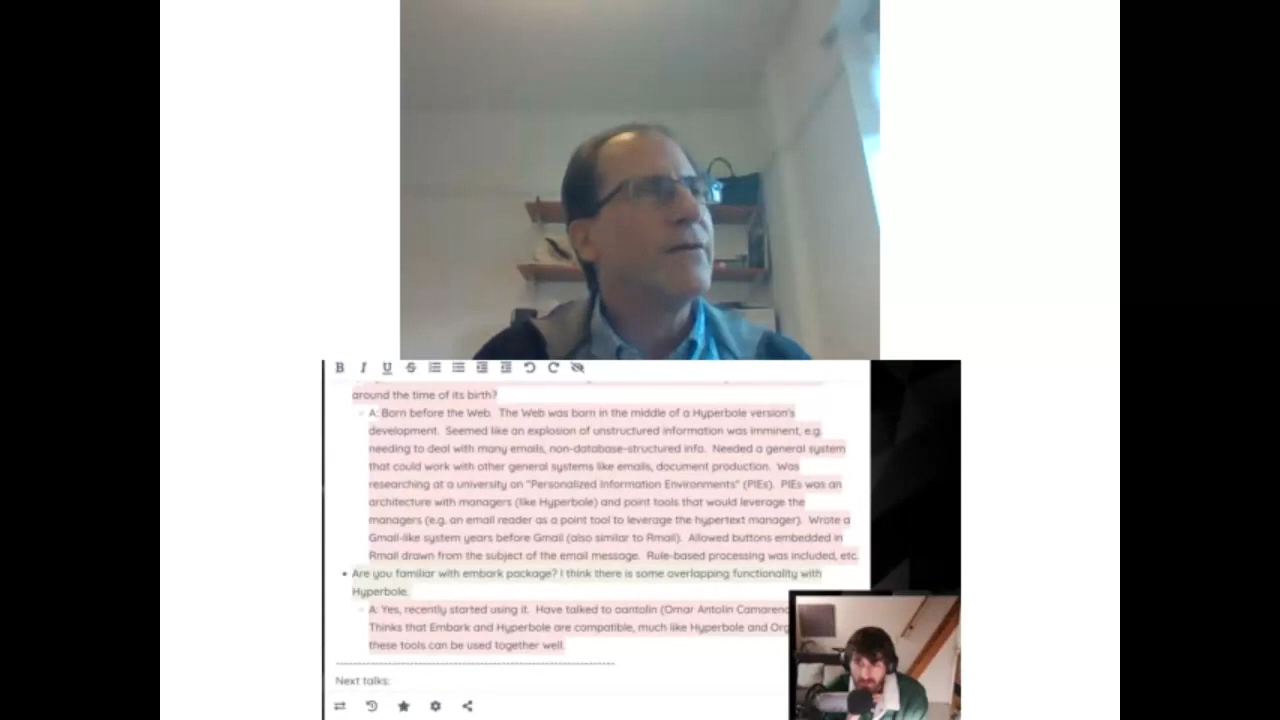 B I U S
around the time of its birth?
A: Born before the Web. The Web was born in the middle of a Hyperbole version's
development. Seemed like an explosion of unstructured information was imminent, e.g.
needing to deal with many emails, non-database-structured info. Needed a general system
that could work with other general systems like emails, document production. Was
researching at a university on "Personalized Information Environments" (PIEs). PIEs was an
architecture with managers (like Hyperbole) and point tools that would leverage the
managers (e.g. an email reader as a point tool to leverage the hypertext manager). Wrote a
Gmail-like system years before Gmail (also similar to Rmail). Allowed buttons embedded in
Rmail drawn from the subject of the email message. Rule-based processing was included, etc.
Are you familiar with embark package? I think there is some overlapping functionality with
Hyperbole.
A: Yes, recently started using it. Have talked to oantolin (Omar Antolin Camareno
Thinks that Embark and Hyperbole are compatible, much like Hyperbole and Org
these tools can be used together well.
Next talks: